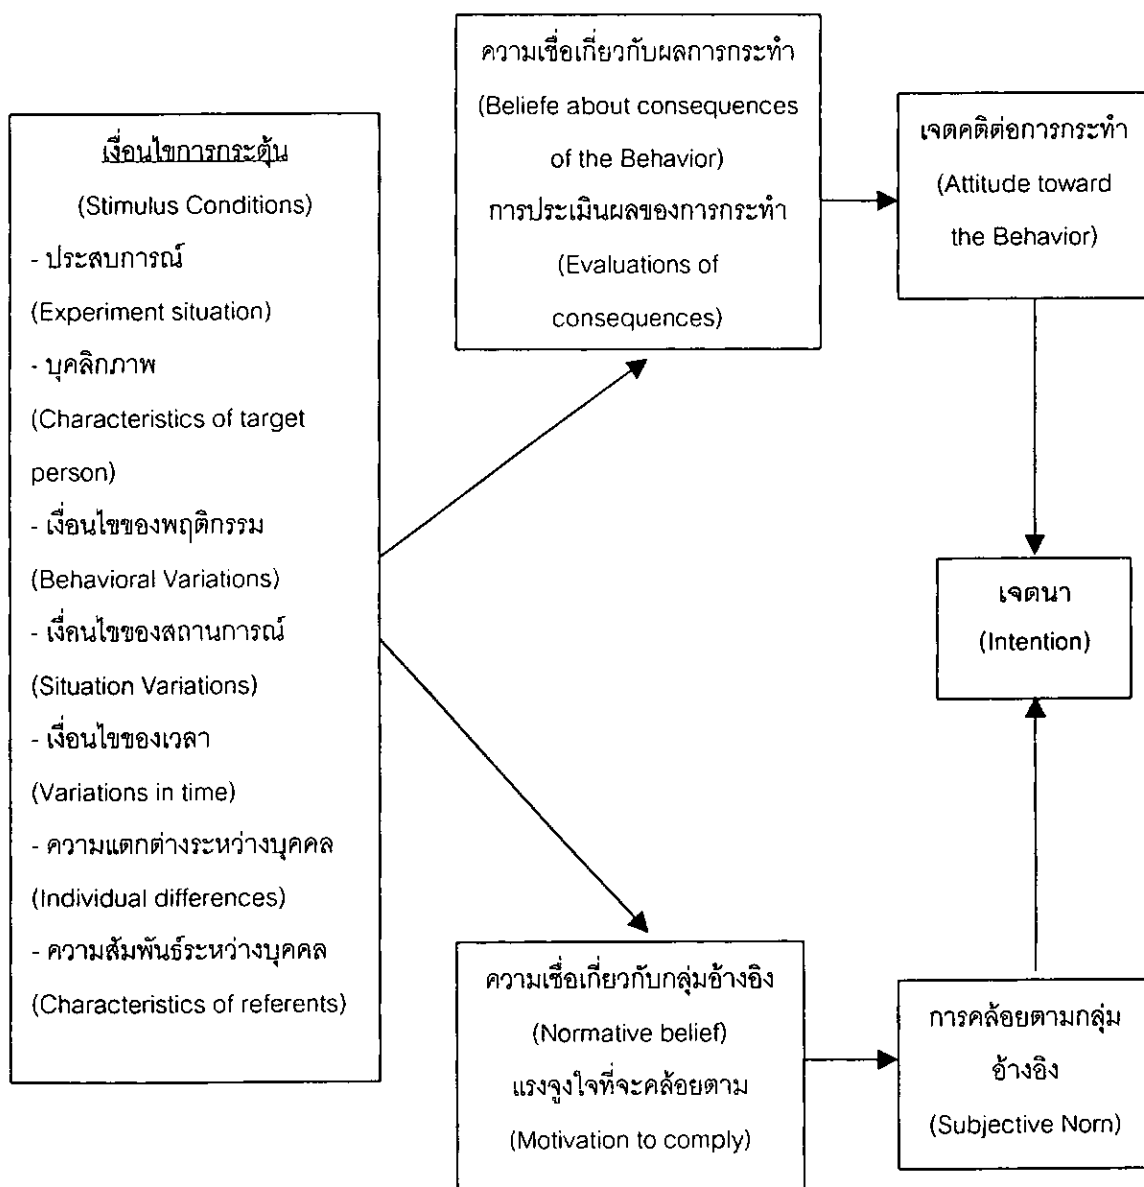 เงื่อนไขการกระตุ้น
(Stimulus Conditions)
- ประสบการณ์
(Experiment situation)
- บุคลิกภาพ
(Characteristics of target
person)
- เงื่อนไขของพฤติกรรม
(Behavioral Variations)
- เงื่อนไขของสถานการณ์
(Situation Variations)
- เงื่อนไขของเวลา
(Variations in time)
- ความแตกต่างระหว่างบุคคล
(Individual differences)
- ความสัมพันธ์ระหว่างบุคคล
(Characteristics of referents)
ความเชื่อเกี่ยวกับผลการกระทำ
(Beliefe about consequences
of the Behavior)
การประเมินผลของการกระทำ
(Evaluations of
consequences)
เจตคติต่อการกระทำ
(Attitude toward
the Behavior)
เจตนา
(Intention)
ความเชื่อเกี่ยวกับกลุ่มอ้างอิง
(Normative belief)
แรงจูงใจที่จะคล้อยตาม
(Motivation to comply)
การคล้อยตามกลุ่ม
อ้างอิง
(Subjective Norn)